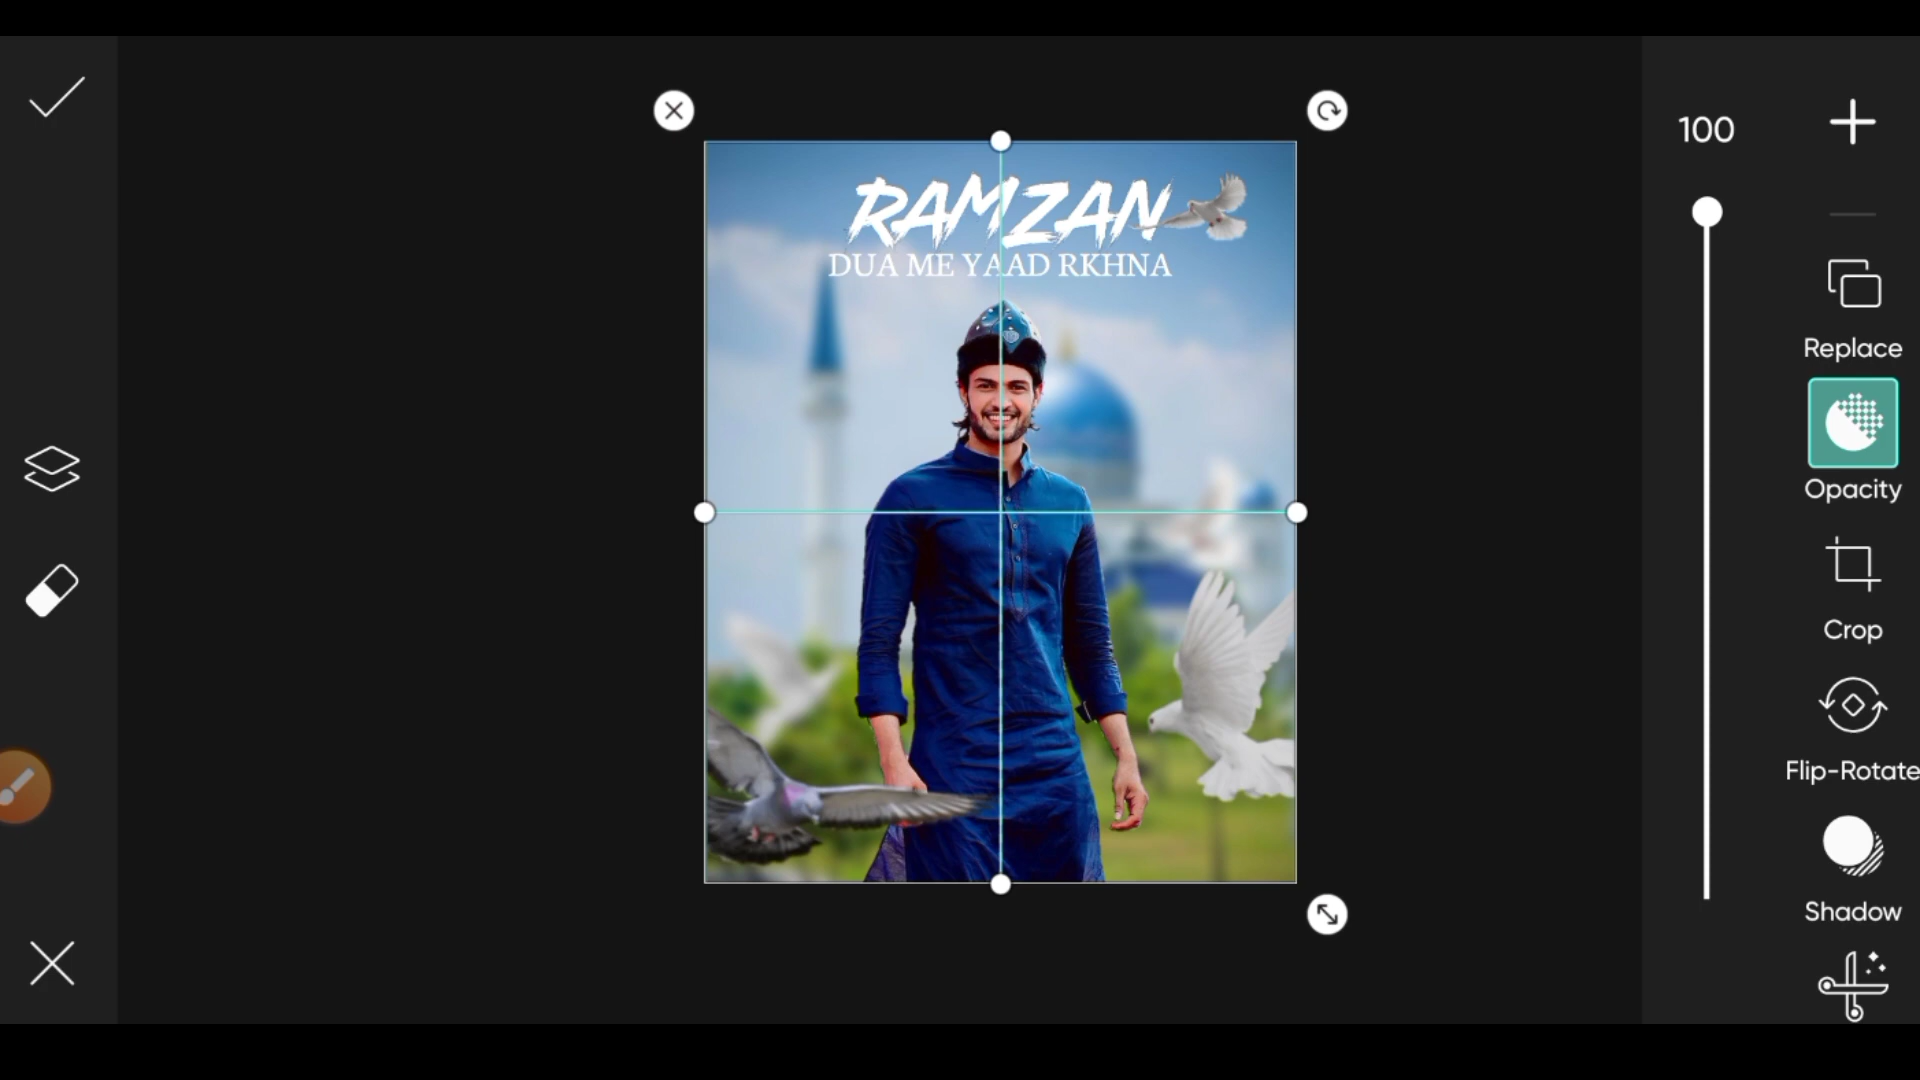 100
RAMZAN
DUA ME YAAD RKHNA
Replace
Opacity
Crop
Flip-Rotate
Shadow